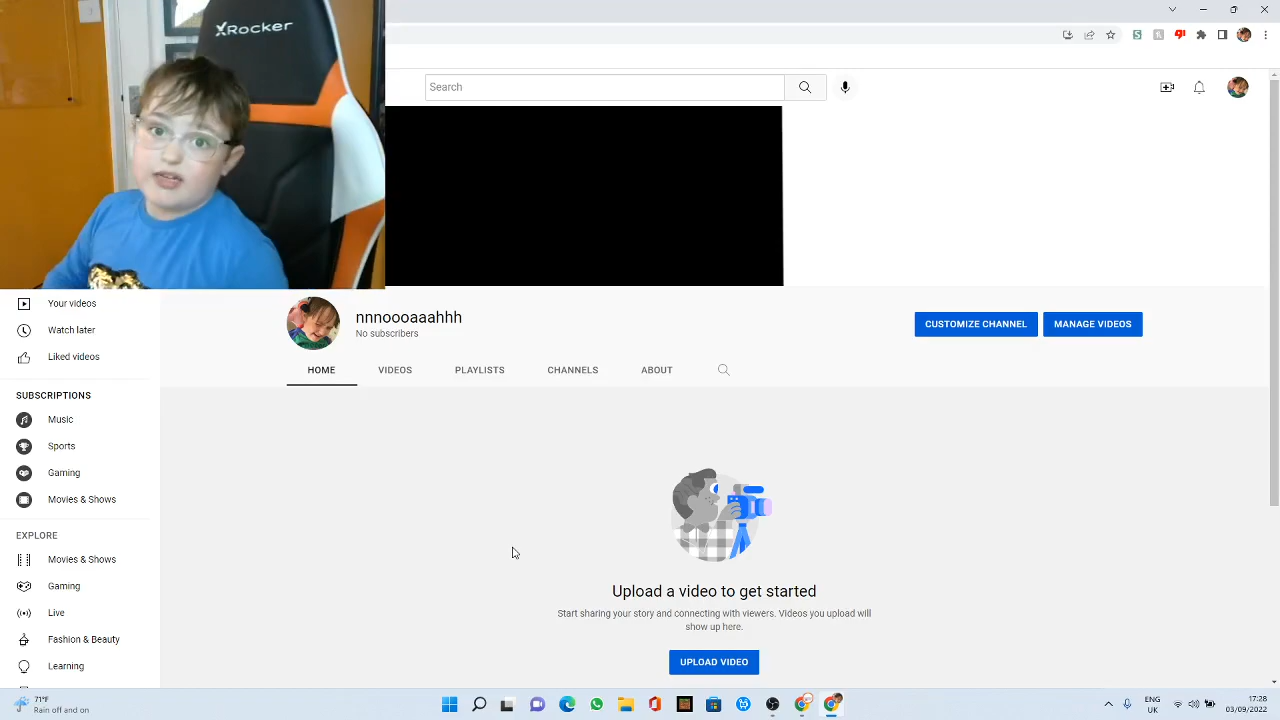 XRocker
Search
Your videos
Watch later
Liked videos
SUBSCRIPTIONS
Music
Sports
Gaming
Movies & Shows
EXPLORE
Movies & Shows
Gaming
Live
Fashion & Beauty
Learning
nnnoooaaahhh
No subscribers
CUSTOMIZE CHANNEL
MANAGE VIDEOS
HOME VIDEOS PLAYLISTS CHANNELS ABOUT
Upload a video to get started
Start sharing your story and connecting with viewers. Videos you upload will
show up here.
UPLOAD VIDEO
71°F
Rain off and on
ENG
UK
17:26
03/09/2022